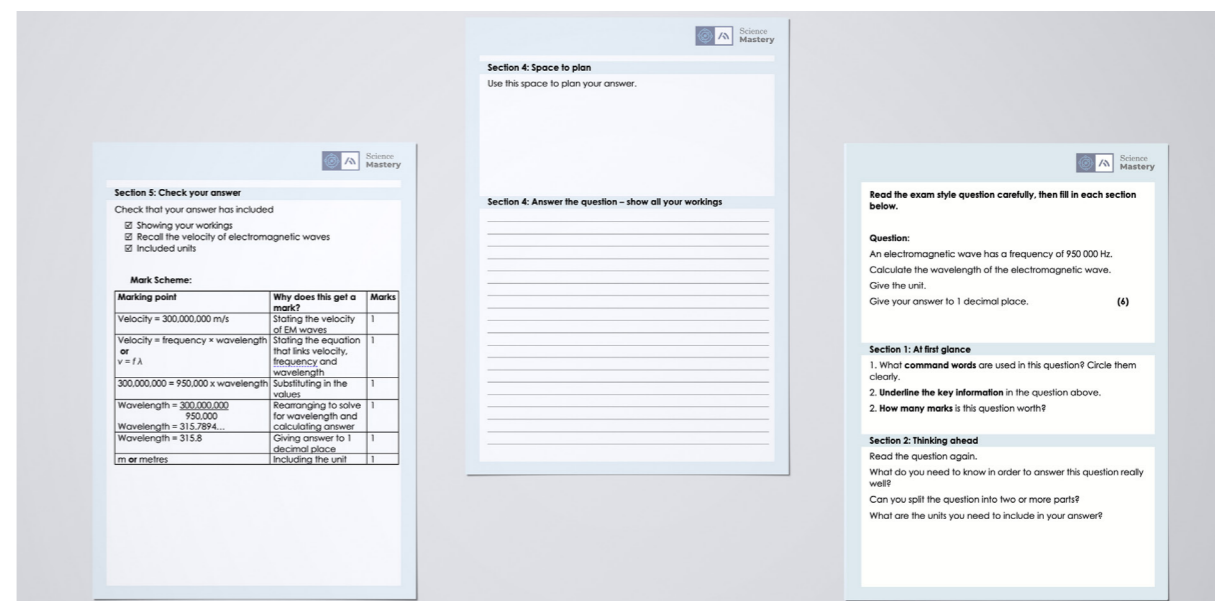 Science
Mastery
Section 5: Check your answer
Check that your answer has included
☑ Showing your workings
☑ Recall the velocity of electromagnetic waves
☑ Included units
Mark Scheme:
Marking point Why does this get a mark? Marks
Velocity = 300,000,000 m/s Stating the velocity of EM waves 1
Velocity = frequency × wavelength or v = f λ Stating the equation that links velocity, frequency and wavelength 1
300,000,000 = 950,000 x wavelength Substituting in the values 1
Wavelength = 300,000,000 / 950,000 Wavelength = 315.7894... Rearranging to solve for wavelength and calculating answer 1
Wavelength = 315.8 Giving answer to 1 decimal place 1
m or metres Including the unit 1
Science
Mastery
Section 4: Space to plan
Use this space to plan your answer.
Section 4: Answer the question – show all your workings
Science
Mastery
Read the exam style question carefully, then fill in each section
below.
Question:
An electromagnetic wave has a frequency of 950 000 Hz.
Calculate the wavelength of the electromagnetic wave.
Give the unit.
Give your answer to 1 decimal place. (6)
Section 1: At first glance
1. What command words are used in this question? Circle them
clearly.
2. Underline the key information in the question above.
2. How many marks is this question worth?
Section 2: Thinking ahead
Read the question again.
What do you need to know in order to answer this question really
well?
Can you split the question into two or more parts?
What are the units you need to include in your answer?